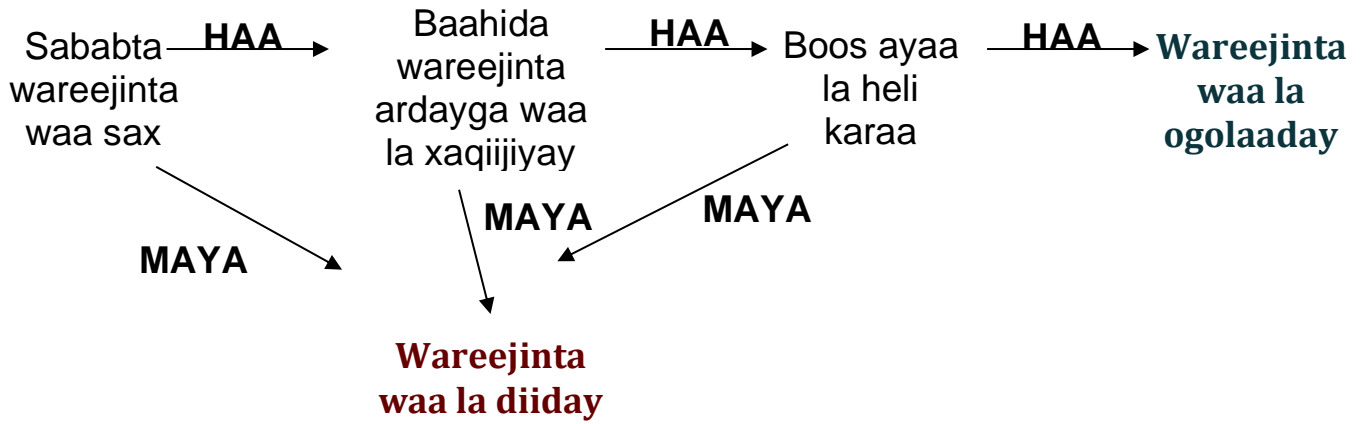 Sababta
wareejinta
waa sax
HAA
Baahida
wareejinta
ardayga waa
la xaqiijiyay
HAA
Boos ayaa
la heli
karaa
HAA
Wareejinta
waa la
ogolaaday
MAYA
MAYA
MAYA
Wareejinta
waa la diiday